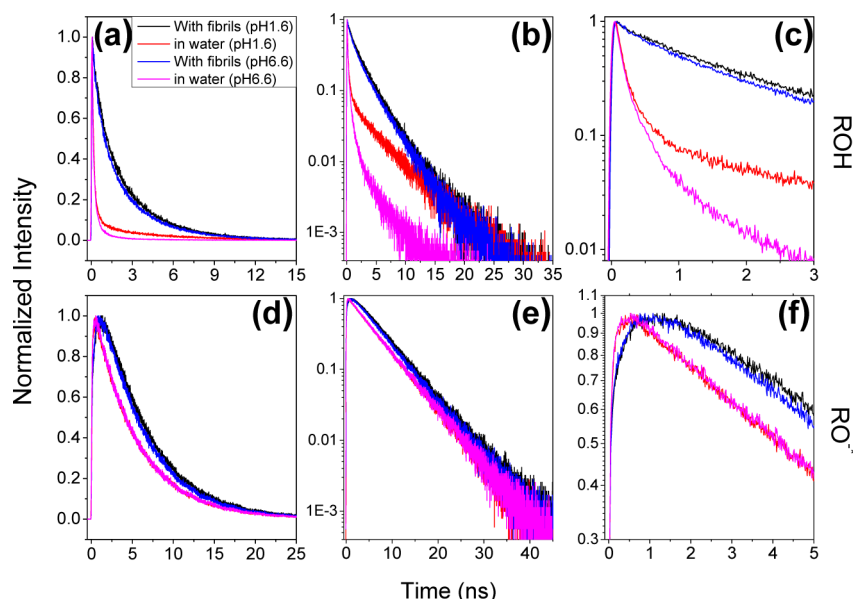 (a)
With fibrils (pH1.6)
in water (pH1.6)
With fibrils (pH6.6)
in water (pH6.6)
1.0
0.8
0.6
0.4
0.2
0.0
0 3 6 9 12 15
(b)
1
0.1
0.01
1E-3
0 5 10 15 20 25 30 35
(c)
1
0.1
0.01
0 1 2 3
ROH
Normalized Intensity
(d)
1.0
0.8
0.6
0.4
0.2
0.0
0 5 10 15 20 25
(e)
1
0.1
0.01
1E-3
0 10 20 30 40
(f)
1.1
1.0
0.9
0.8
0.7
0.6
0.5
0.4
0.3
0 1 2 3 4 5
Time (ns)